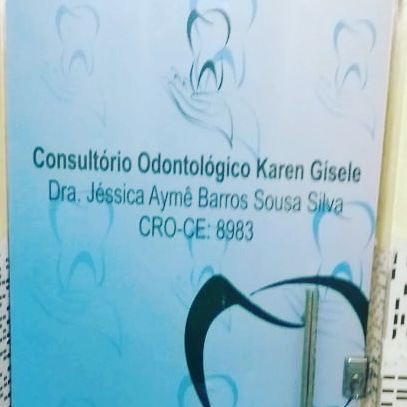 Consultório Odontológico Karen Gisele
Dra. Jéssica Aymê Barros Sousa Silva
CRO-CE: 8983